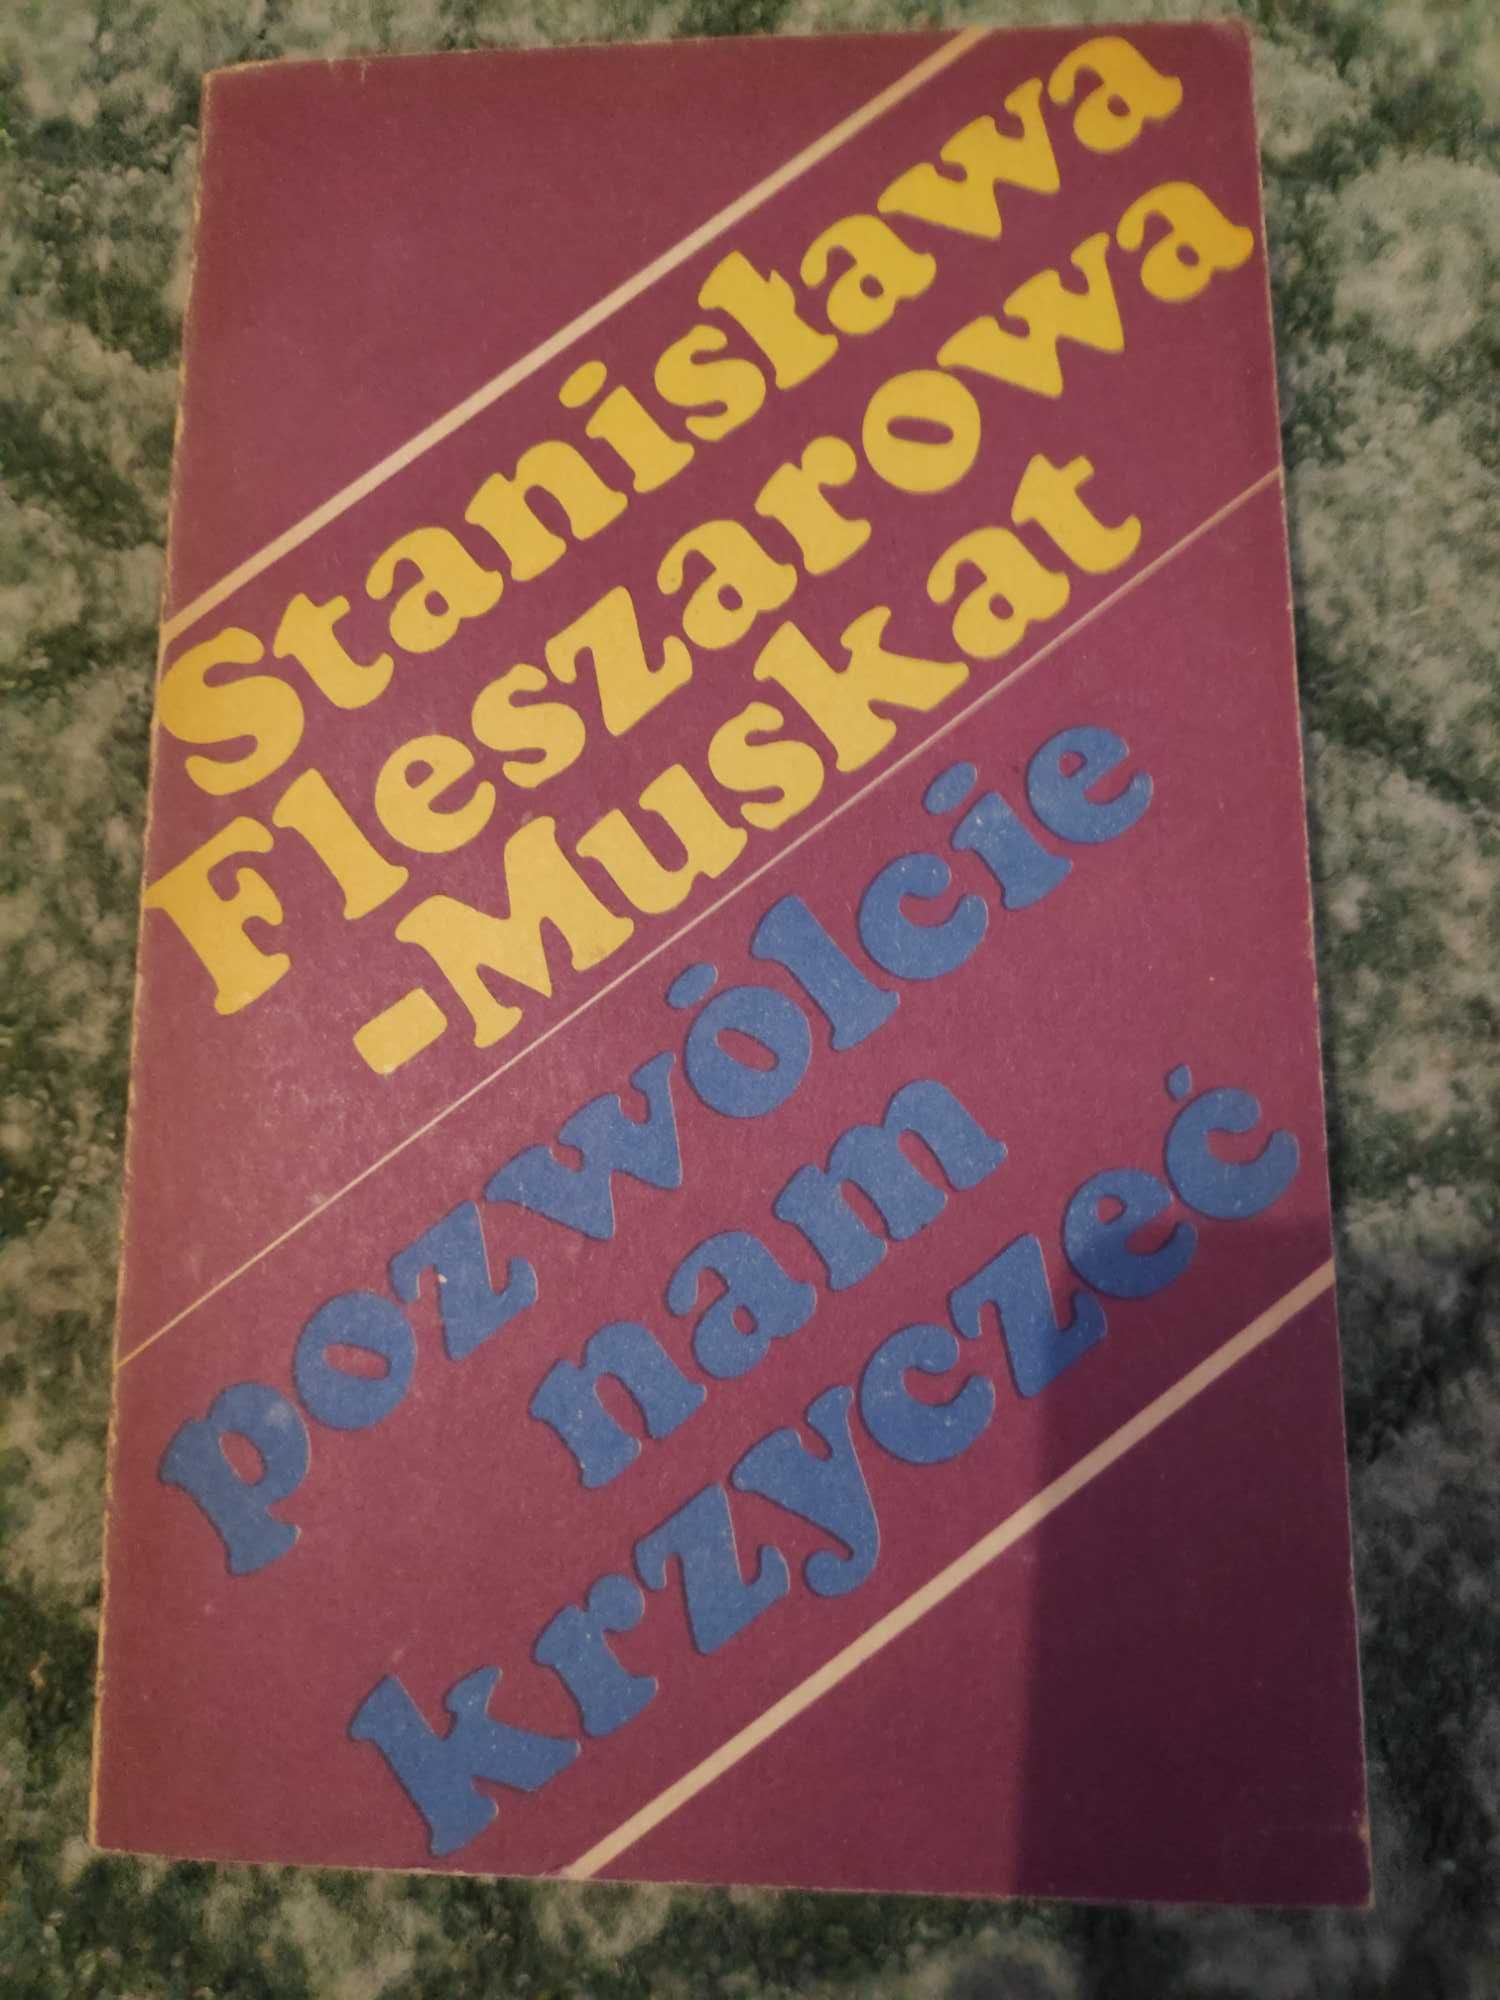 Stanisława
Fleszarowa
-Muskat
pozwólcie
nam
krzyczeć